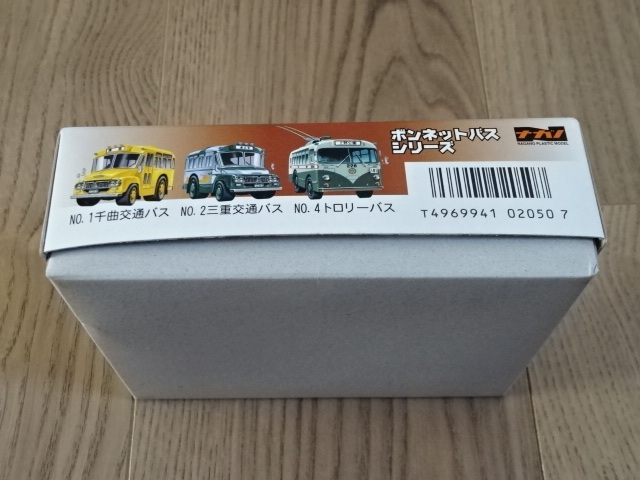 ボンネットバス
シリーズ
ナカノ
NAGANO PLASTIC MODEL
NO.1千曲交通バス NO.2三重交通バス NO.4トロリーバス
T4969941 02050 7